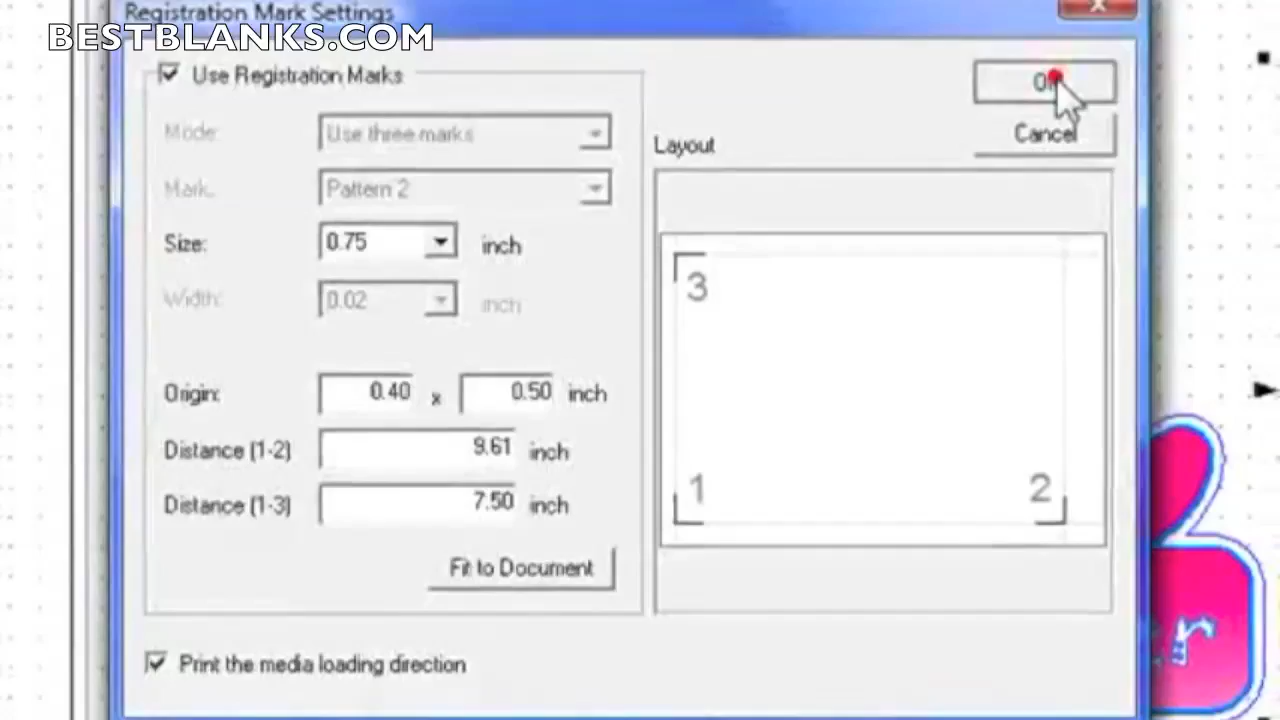 Registration Mark Settings
BESTBLANKS.COM
Use Registration Marks
Mode: Use three marks
Mark: Pattern 2
Size: 0.75 inch
Width: 0.02 inch
Origin: 0.40 x 0.50 inch
Distance (1-2) 9.61 inch
Distance (1-3) 7.50 inch
Fit to Document
Print the media loading direction
Cancel
Layout
3
1 2